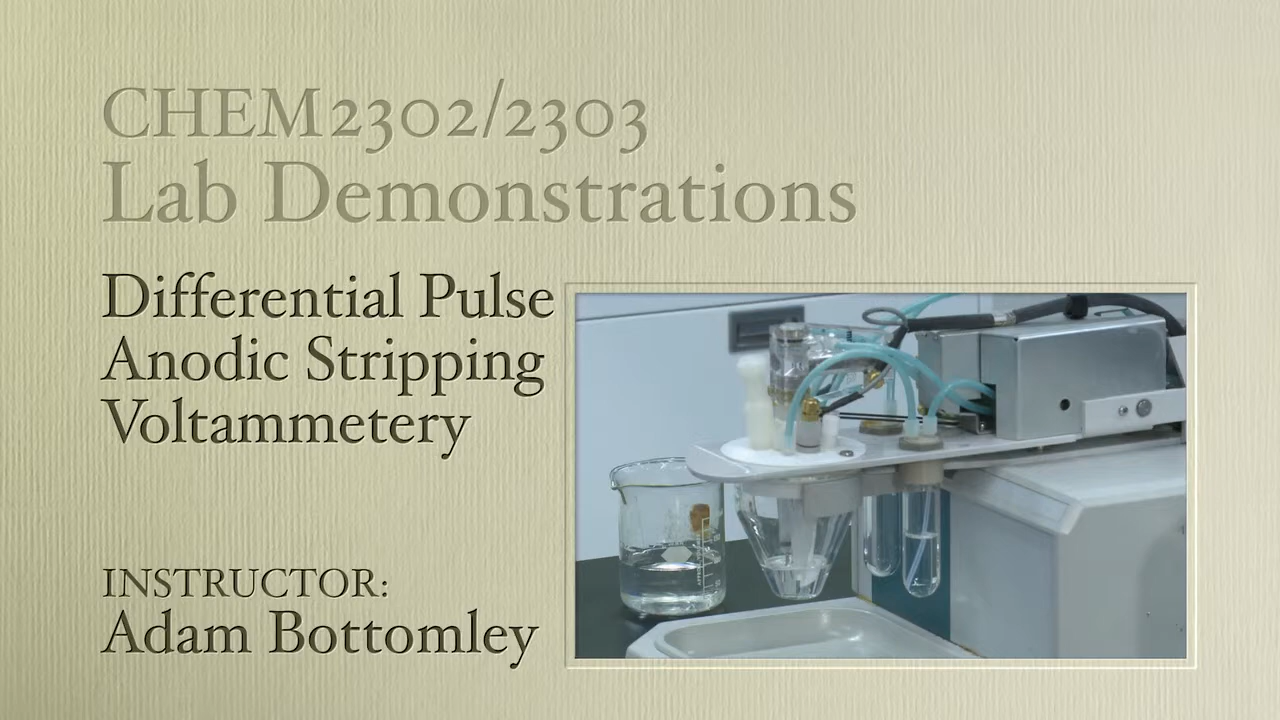 CHEM2302/2303
Lab Demonstrations
Differential Pulse
Anodic Stripping
Voltammetery
INSTRUCTOR:
Adam Bottomley